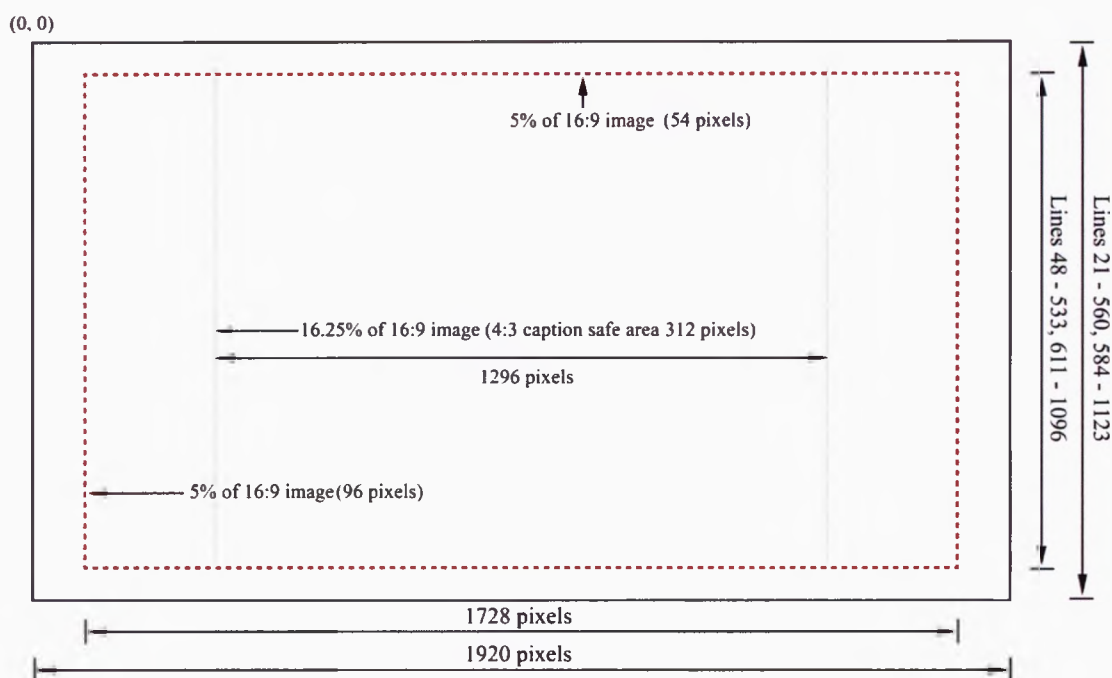 (0, 0)
5% of 16:9 image (54 pixels)
16.25% of 16:9 image (4:3 caption safe area 312 pixels)
1296 pixels
5% of 16:9 image(96 pixels)
Lines 48 - 533, 611 - 1096
Lines 21 - 560, 584 - 1123
1728 pixels
1920 pixels